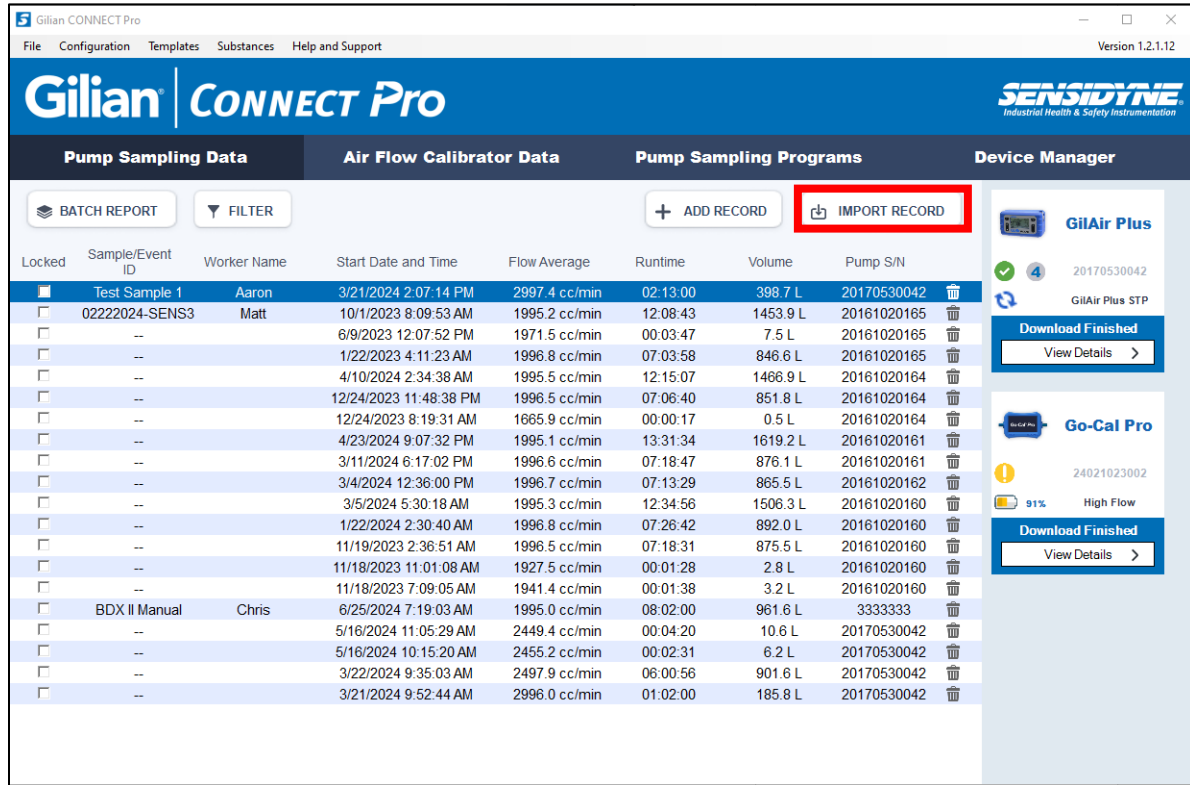 Gilian CONNECT Pro
File Configuration Templates Substances Help and Support Version 1.2.1.12
Gilian® CONNECT Pro
SENSIDYNE®
Industrial Health & Safety Instrumentation
Pump Sampling Data Air Flow Calibrator Data Pump Sampling Programs Device Manager
BATCH REPORT FILTER + ADD RECORD IMPORT RECORD
Locked Sample/Event ID Worker Name Start Date and Time Flow Average Runtime Volume Pump S/N
Test Sample 1 Aaron 3/21/2024 2:07:14 PM 2997.4 cc/min 02:13:00 398.7 L 20170530042
02222024-SENS3 Matt 10/1/2023 8:09:53 AM 1995.2 cc/min 12:08:43 1453.9 L 20161020165
-- 6/9/2023 12:07:52 PM 1971.5 cc/min 00:03:47 7.5 L 20161020165
-- 1/22/2023 4:11:23 AM 1996.8 cc/min 07:03:58 846.6 L 20161020165
-- 4/10/2024 2:34:38 AM 1995.5 cc/min 12:15:07 1466.9 L 20161020164
-- 12/24/2023 11:48:38 PM 1996.5 cc/min 07:06:40 851.8 L 20161020164
-- 12/24/2023 8:19:31 AM 1665.9 cc/min 00:00:17 0.5 L 20161020164
-- 4/23/2024 9:07:32 PM 1995.1 cc/min 13:31:34 1619.2 L 20161020161
-- 3/11/2024 6:17:02 PM 1996.6 cc/min 07:18:47 876.1 L 20161020161
-- 3/4/2024 12:36:00 PM 1996.7 cc/min 07:13:29 865.5 L 20161020162
-- 3/5/2024 5:30:18 AM 1995.3 cc/min 12:34:56 1506.3 L 20161020160
-- 1/22/2024 2:30:40 AM 1996.8 cc/min 07:26:42 892.0 L 20161020160
-- 11/19/2023 2:36:51 AM 1996.5 cc/min 07:18:31 875.5 L 20161020160
-- 11/18/2023 11:01:08 AM 1927.5 cc/min 00:01:28 2.8 L 20161020160
-- 11/18/2023 7:09:05 AM 1941.4 cc/min 00:01:38 3.2 L 20161020160
BDX II Manual Chris 6/25/2024 7:19:03 AM 1995.0 cc/min 08:02:00 961.6 L 3333333
-- 5/16/2024 11:05:29 AM 2449.4 cc/min 00:04:20 10.6 L 20170530042
-- 5/16/2024 10:15:20 AM 2455.2 cc/min 00:02:31 6.2 L 20170530042
-- 3/22/2024 9:35:03 AM 2497.9 cc/min 06:00:56 901.6 L 20170530042
-- 3/21/2024 9:52:44 AM 2996.0 cc/min 01:02:00 185.8 L 20170530042
GilAir Plus
4 20170530042
GilAir Plus STP
Download Finished
View Details >
Go-Cal Pro
Go-Cal Pro
24021023002
91% High Flow
Download Finished
View Details >